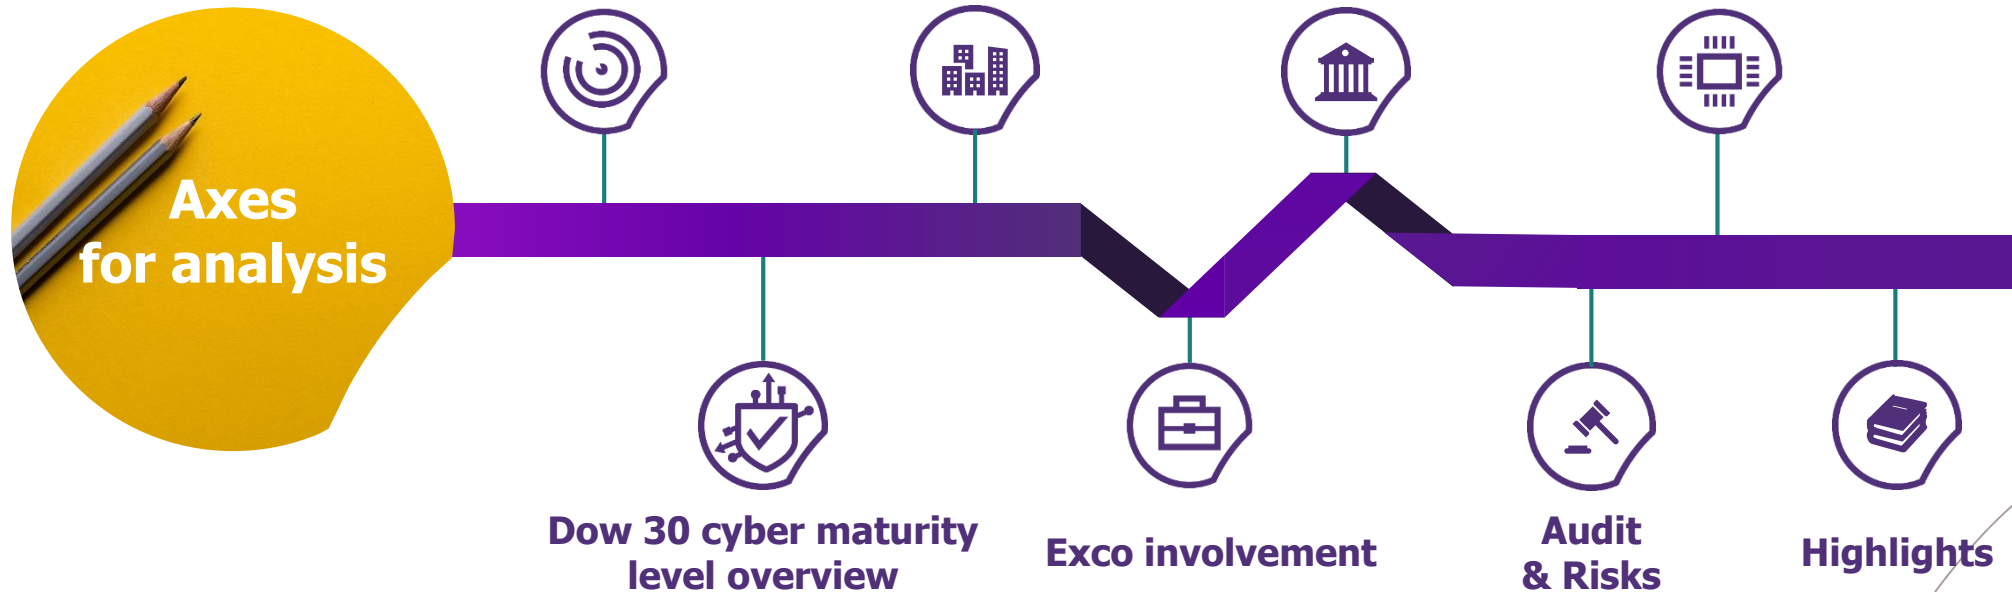 Axes
for analysis
Dow 30 cyber maturity
level overview
Exco involvement
Audit
& Risks
Highlights